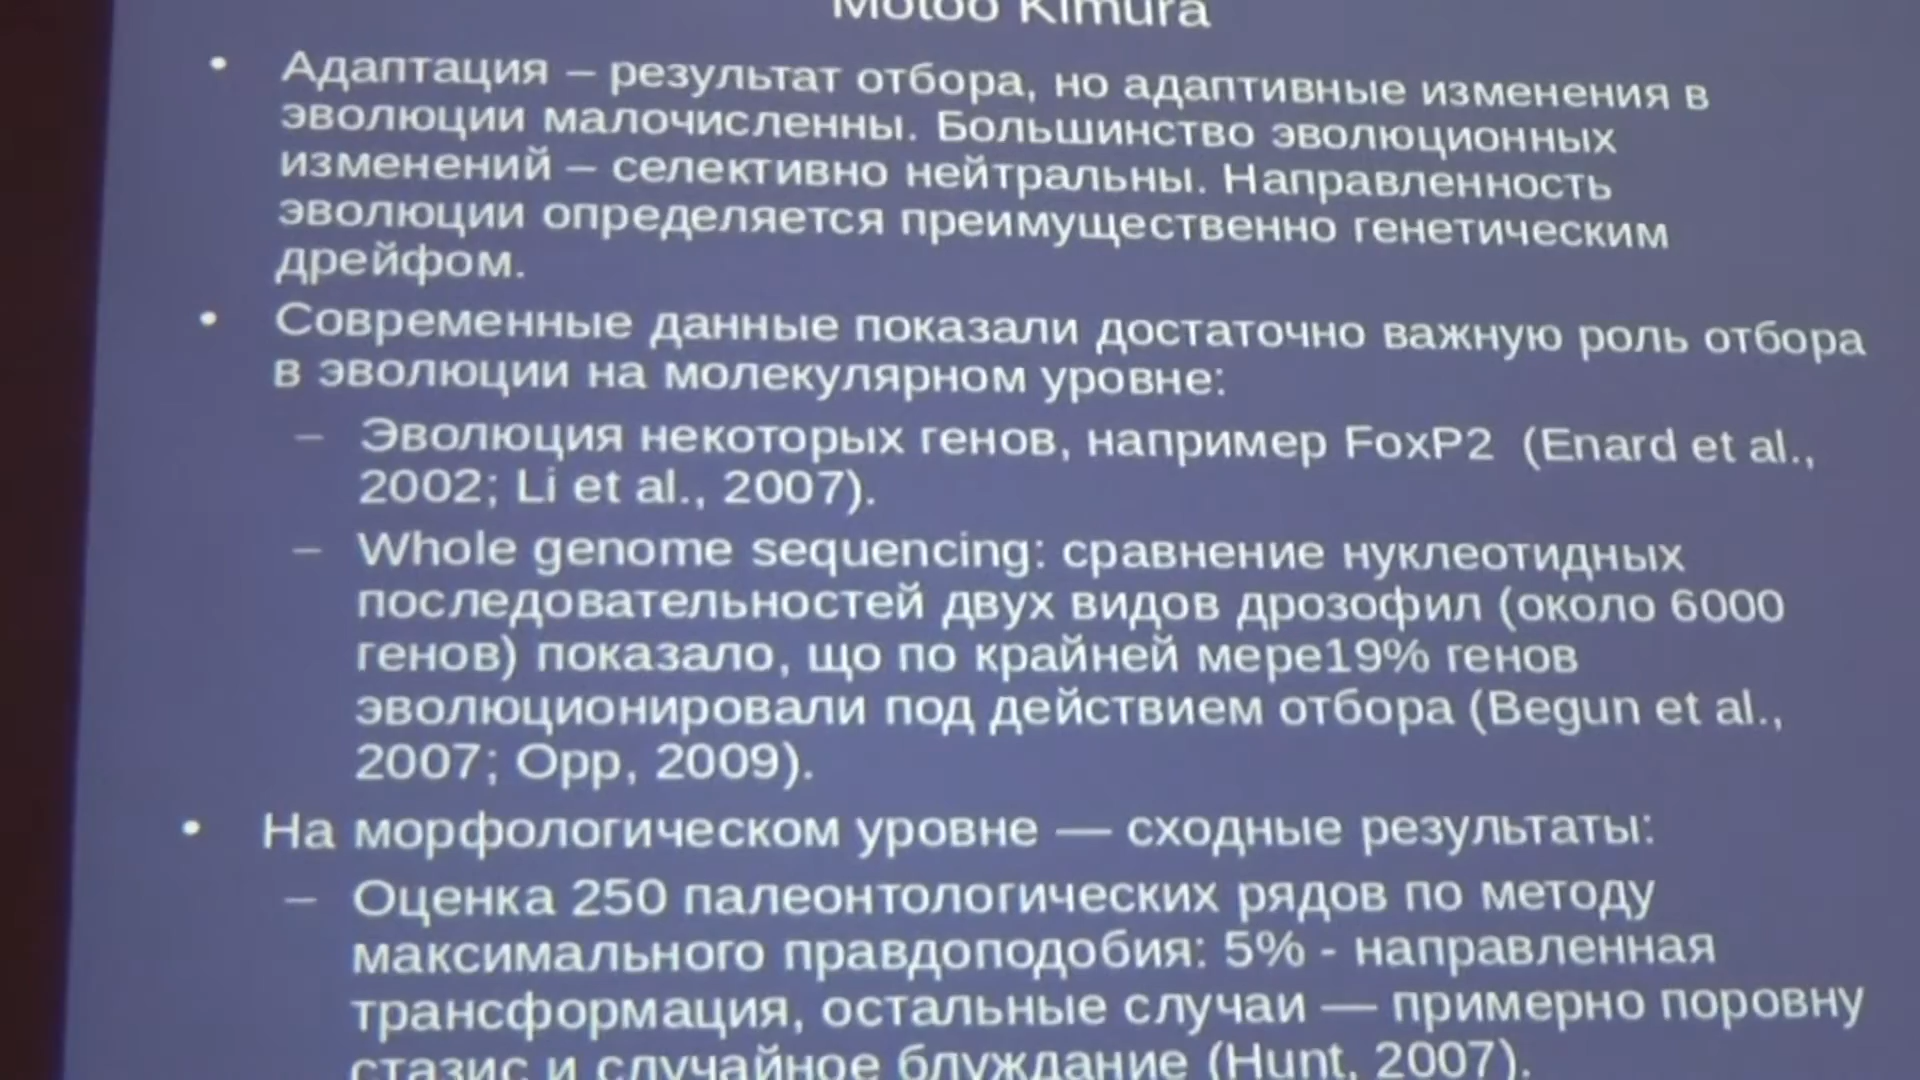 Motoo Kimura
• Адаптация – результат отбора, но адаптивные изменения в
эволюции малочисленны. Большинство эволюционных
изменений – селективно нейтральны. Направленность
эволюции определяется преимущественно генетическим
дрейфом.
• Современные данные показали достаточно важную роль отбора
в эволюции на молекулярном уровне:
– Эволюция некоторых генов, например FoxP2 (Enard et al.,
2002; Li et al., 2007).
– Whole genome sequencing: сравнение нуклеотидных
последовательностей двух видов дрозофил (около 6000
генов) показало, що по крайней мере19% генов
эволюционировали под действием отбора (Begun et al.,
2007; Opp, 2009).
• На морфологическом уровне — сходные результаты:
– Оценка 250 палеонтологических рядов по методу
максимального правдоподобия: 5% - направленная
трансформация, остальные случаи — примерно поровну
стазис и случайное блуждание (Hunt, 2007).